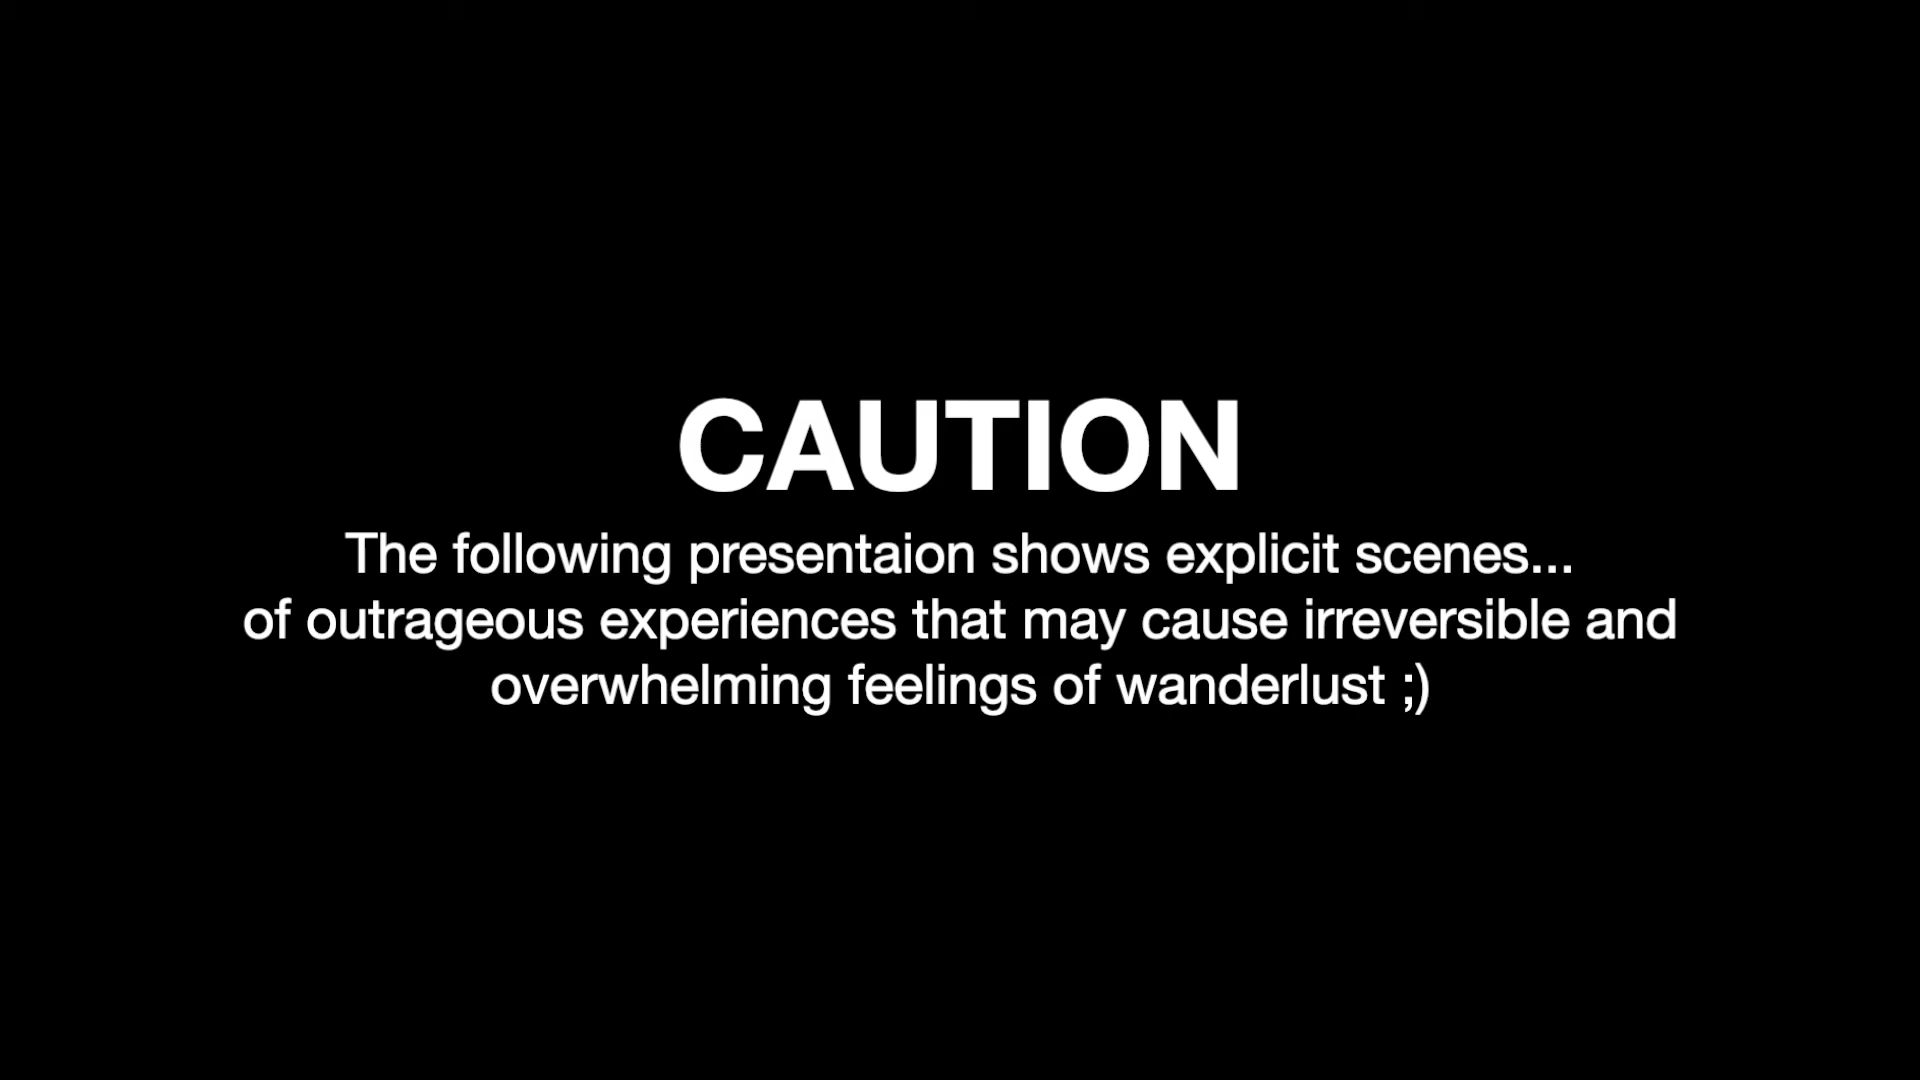 CAUTION
The following presentaion shows explicit scenes...
of outrageous experiences that may cause irreversible and
overwhelming feelings of wanderlust ;)